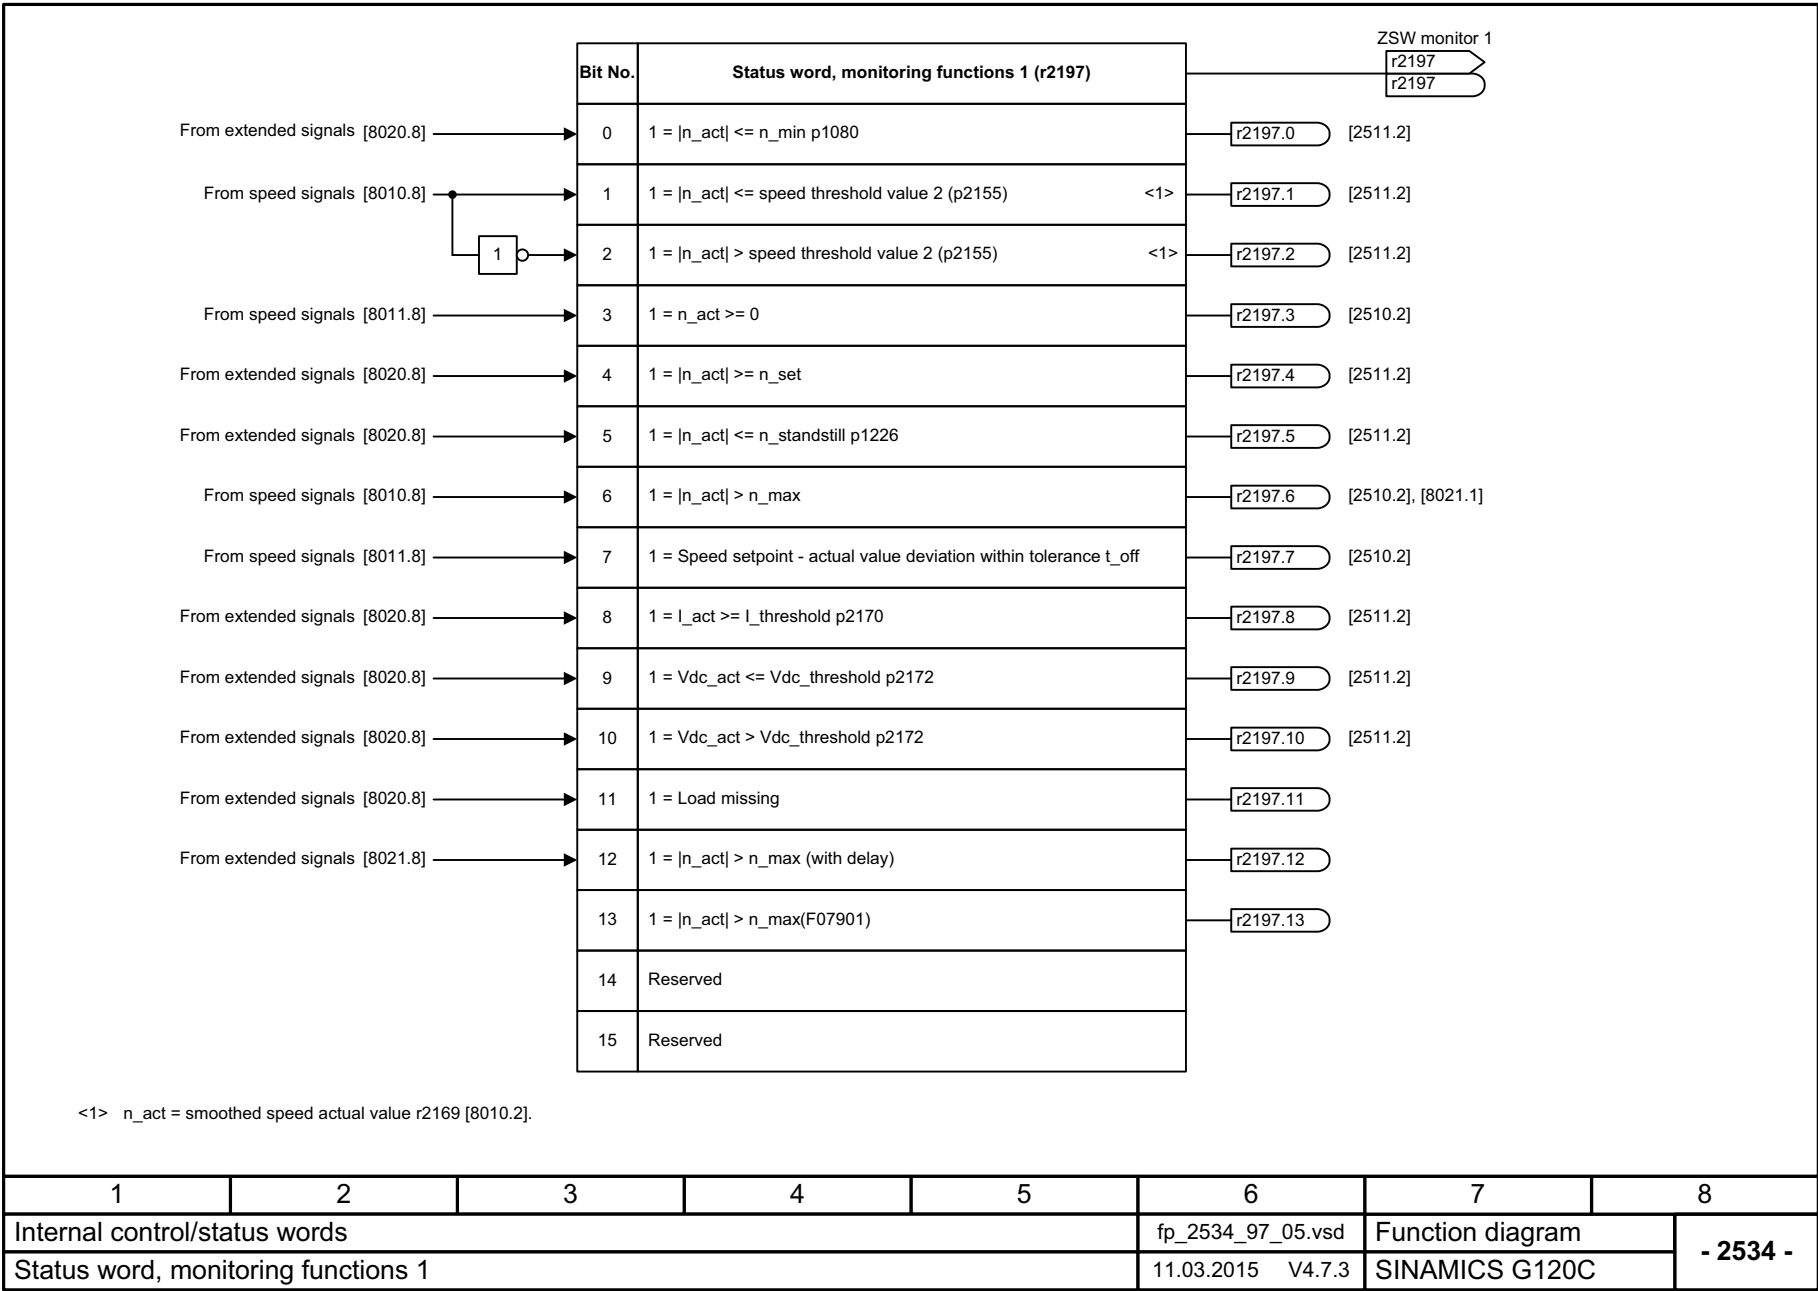 ZSW monitor 1
Bit No. Status word, monitoring functions 1 (r2197) r2197
r2197
From extended signals [8020.8] 0 1 = |n_act| <= n_min p1080 r2197.0 [2511.2]
From speed signals [8010.8] 1 1 = |n_act| <= speed threshold value 2 (p2155) <1> r2197.1 [2511.2]
1 2 1 = |n_act| > speed threshold value 2 (p2155) <1> r2197.2 [2511.2]
From speed signals [8011.8] 3 1 = n_act >= 0 r2197.3 [2510.2]
From extended signals [8020.8] 4 1 = |n_act| >= n_set r2197.4 [2511.2]
From extended signals [8020.8] 5 1 = |n_act| <= n_standstill p1226 r2197.5 [2511.2]
From speed signals [8010.8] 6 1 = |n_act| > n_max r2197.6 [2510.2], [8021.1]
From speed signals [8011.8] 7 1 = Speed setpoint - actual value deviation within tolerance t_off r2197.7 [2510.2]
From extended signals [8020.8] 8 1 = I_act >= I_threshold p2170 r2197.8 [2511.2]
From extended signals [8020.8] 9 1 = Vdc_act <= Vdc_threshold p2172 r2197.9 [2511.2]
From extended signals [8020.8] 10 1 = Vdc_act > Vdc_threshold p2172 r2197.10 [2511.2]
From extended signals [8020.8] 11 1 = Load missing r2197.11
From extended signals [8021.8] 12 1 = |n_act| > n_max (with delay) r2197.12
13 1 = |n_act| > n_max(F07901) r2197.13
14 Reserved
15 Reserved
<1> n_act = smoothed speed actual value r2169 [8010.2].
1 2 3 4 5 6 7 8
Internal control/status words fp_2534_97_05.vsd Function diagram - 2534 -
Status word, monitoring functions 1 11.03.2015 V4.7.3 SINAMICS G120C